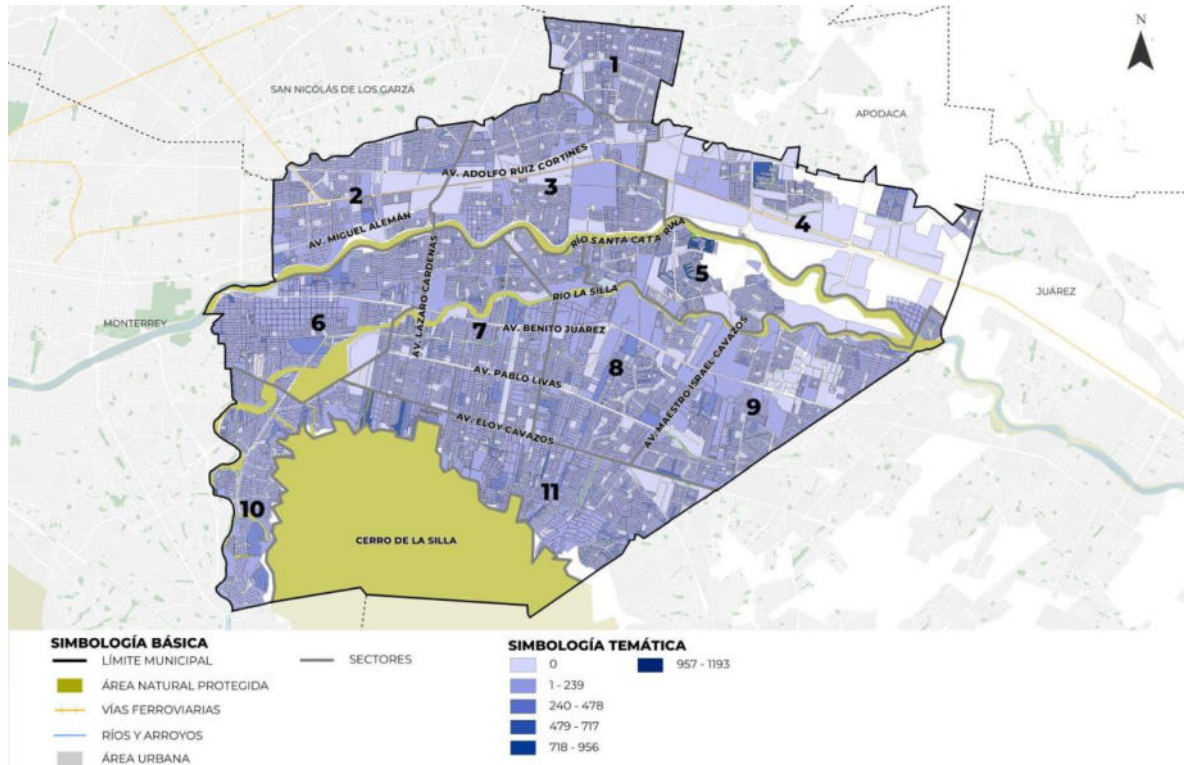 N
1
SAN NICÓLAS DE LOS GARZA
APODACA
AV. ADOLFO RUIZ CORTINES
2
3
4
AV. MIGUEL ALEMÁN
RÍO SANTA CATARINA
5
AV. LAZARO CARDENAS
RÍO LA SILLA
JUÁREZ
MONTERREY
6
7
AV. BENITO JUÁREZ
8
AV. MAESTRO ISRAEL CAVAZOS
AV. PABLO LIVAS
9
AV. ELOY CAVAZOS
10
11
CERRO DE LA SILLA
SIMBOLOGÍA BÁSICA
LÍMITE MUNICIPAL
SECTORES
ÁREA NATURAL PROTEGIDA
VÍAS FERROVIARIAS
RÍOS Y ARROYOS
ÁREA URBANA
SIMBOLOGÍA TEMÁTICA
0
957 - 1193
1 - 239
240 - 478
479 - 717
718 - 956